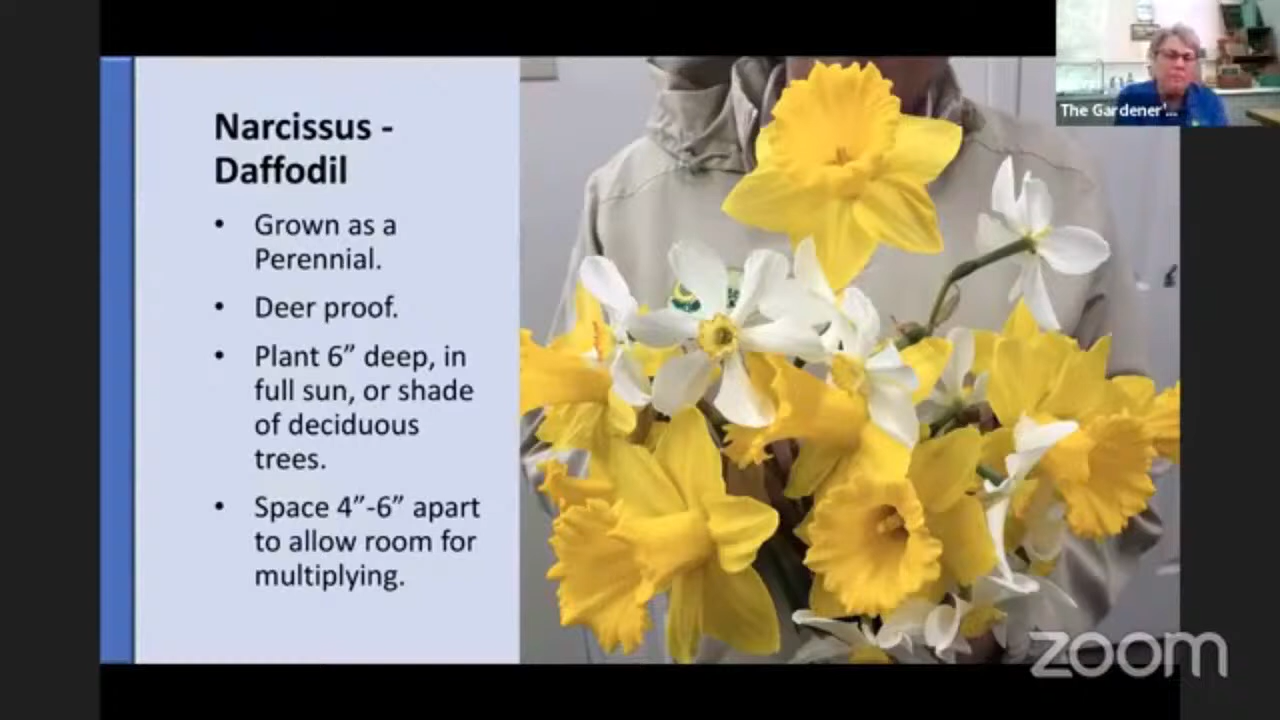 Narcissus -
Daffodil
• Grown as a
Perennial.
• Deer proof.
• Plant 6” deep, in
full sun, or shade
of deciduous
trees.
• Space 4”-6” apart
to allow room for
multiplying.
The Gardener'...
zoom